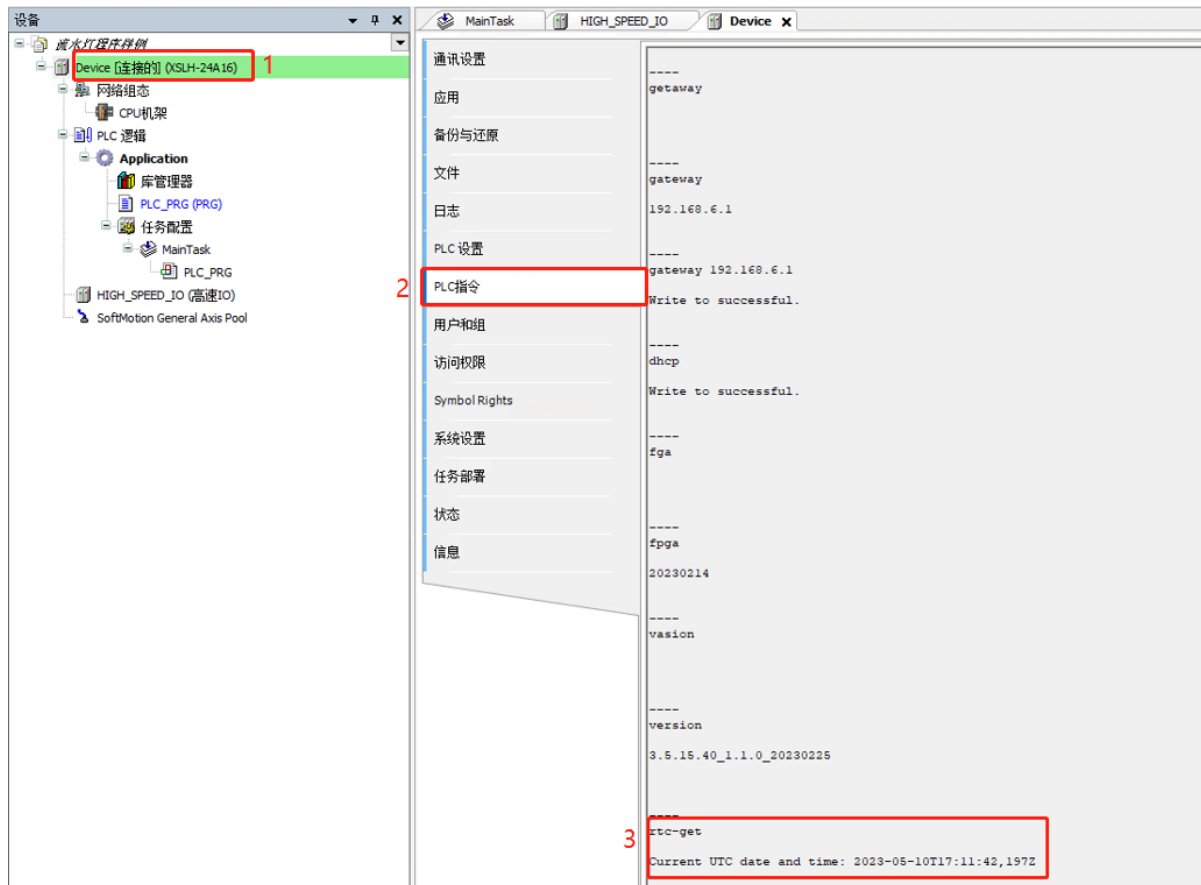 设备
流水灯程序样例
Device [连接的] (XSLH-24A16)
1
网络组态
CPU机架
PLC 逻辑
Application
库管理器
PLC_PRG (PRG)
任务配置
MainTask
PLC_PRG
HIGH_SPEED_IO (高速IO)
SoftMotion General Axis Pool
MainTask
HIGH_SPEED_IO
Device
通讯设置
应用
备份与还原
文件
日志
PLC 设置
2
PLC指令
用户和组
访问权限
Symbol Rights
系统设置
任务部署
状态
信息
----
getaway
----
gateway
192.168.6.1
----
gateway 192.168.6.1
Write to successful.
----
dhcp
Write to successful.
----
fga
----
fpga
20230214
----
vasion
----
version
3.5.15.40_1.1.0_20230225
----
3
rtc-get
Current UTC date and time: 2023-05-10T17:11:42,197Z